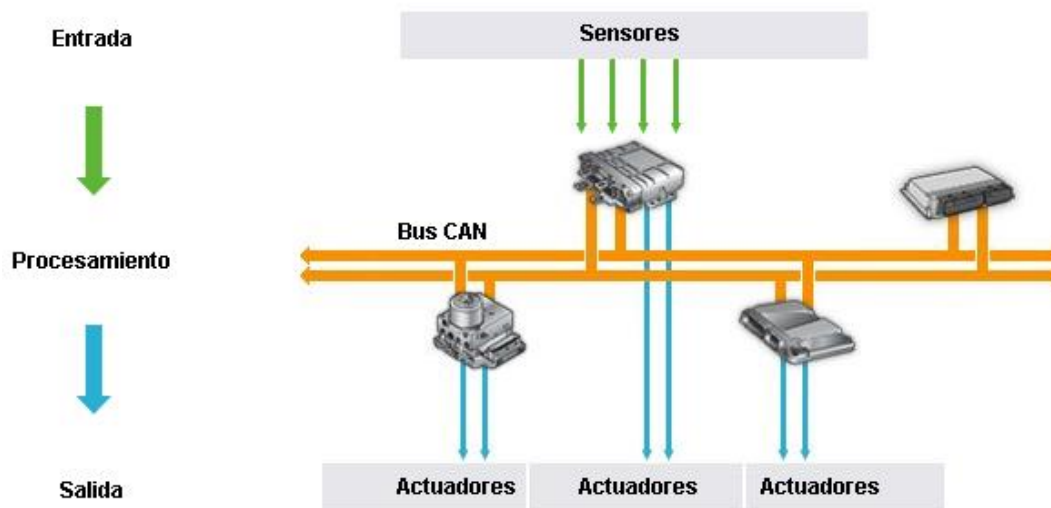 Entrada
Sensores
Bus CAN
Procesamiento
Salida
Actuadores
Actuadores
Actuadores